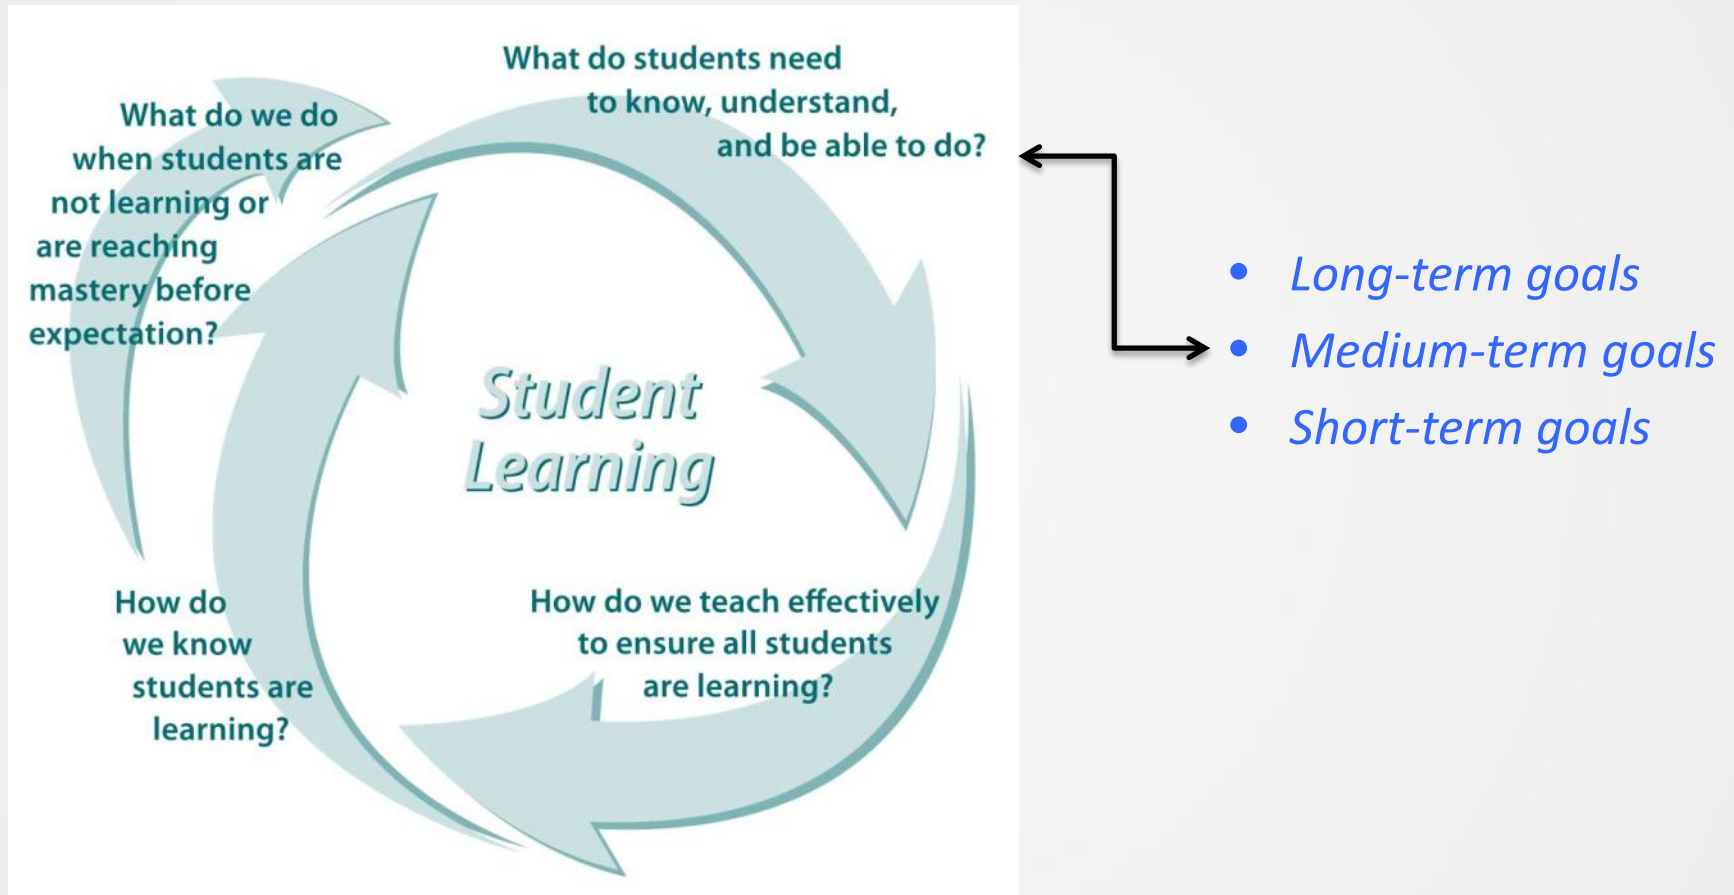 What do students need
to know, understand,
and be able to do?
What do we do
when students are
not learning or
are reaching
mastery before
expectation?
Student
Learning
How do
we know
students are
learning?
How do we teach effectively
to ensure all students
are learning?
• Long-term goals
• Medium-term goals
• Short-term goals